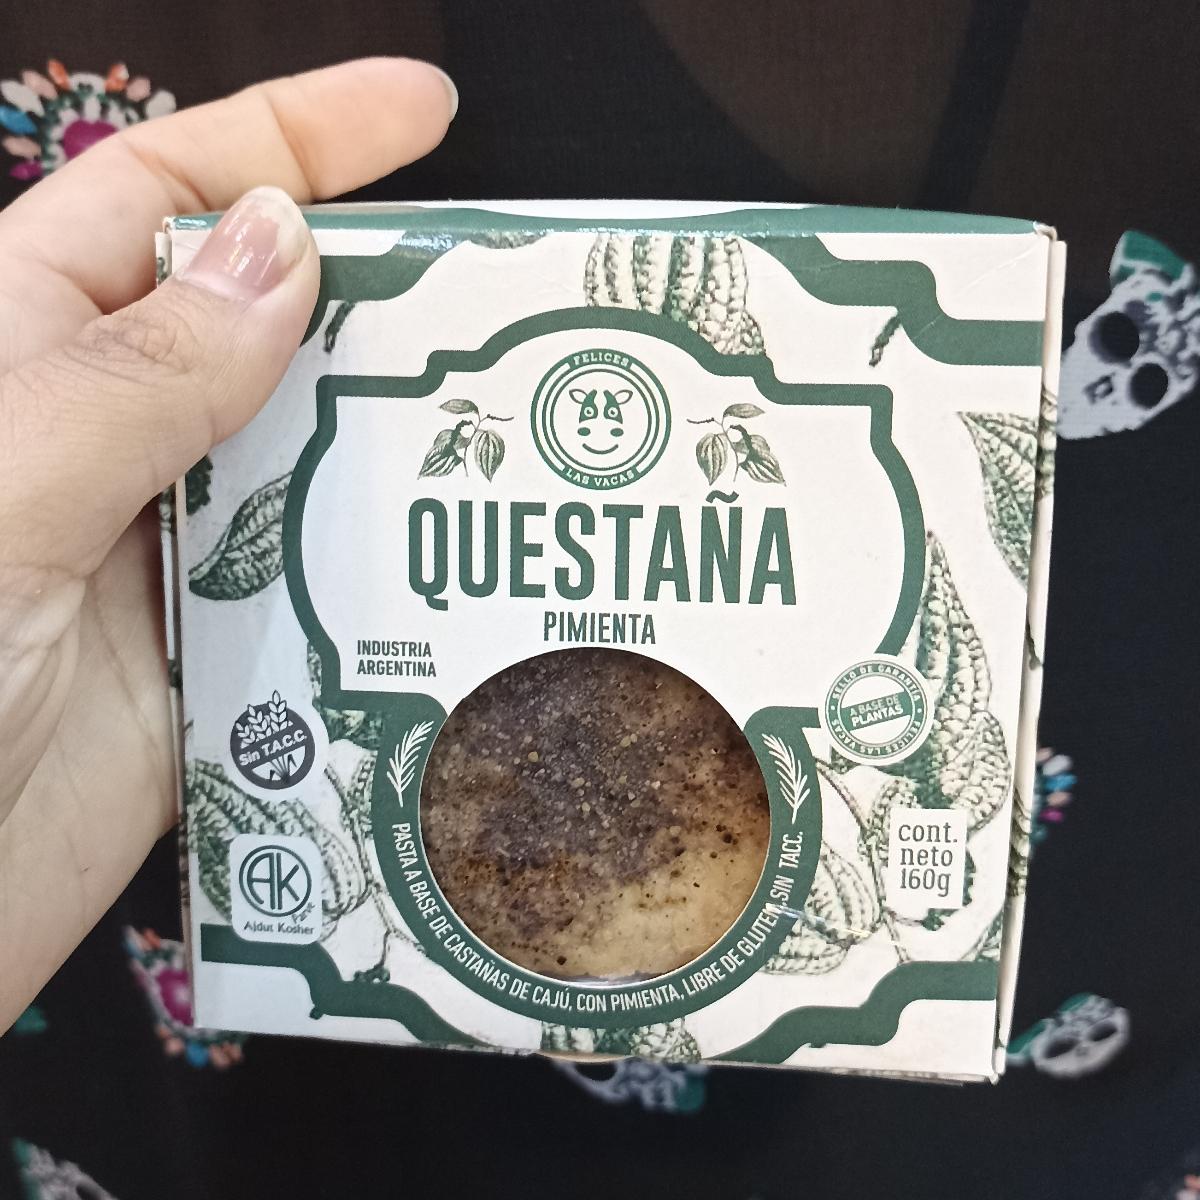 FELICES
LAS VACAS
QUESTAÑA
PIMIENTA
INDUSTRIA
ARGENTINA
Sin T.A.C.C.
SELLO DE GARANTÍA
A BASE DE
PLANTAS
FELICES LAS VACAS
cont.
neto
160g
AK
Parve
Ajdut Kosher
PASTA A BASE DE CASTAÑAS DE CAJÚ, CON PIMIENTA, LIBRE DE GLUTEN, SIN TACC.